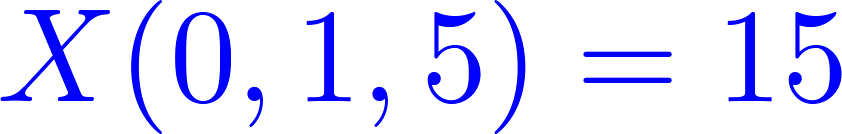 X(0, 1, 5) = 15